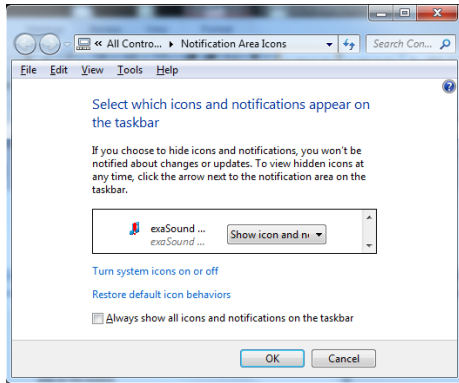 « All Contro... ▸ Notification Area Icons
Search Con...
File Edit View Tools Help
Select which icons and notifications appear on
the taskbar
If you choose to hide icons and notifications, you won't be
notified about changes or updates. To view hidden icons at
any time, click the arrow next to the notification area on the
taskbar.
exaSound ...
exaSound ...
Show icon and n
Turn system icons on or off
Restore default icon behaviors
Always show all icons and notifications on the taskbar
OK Cancel